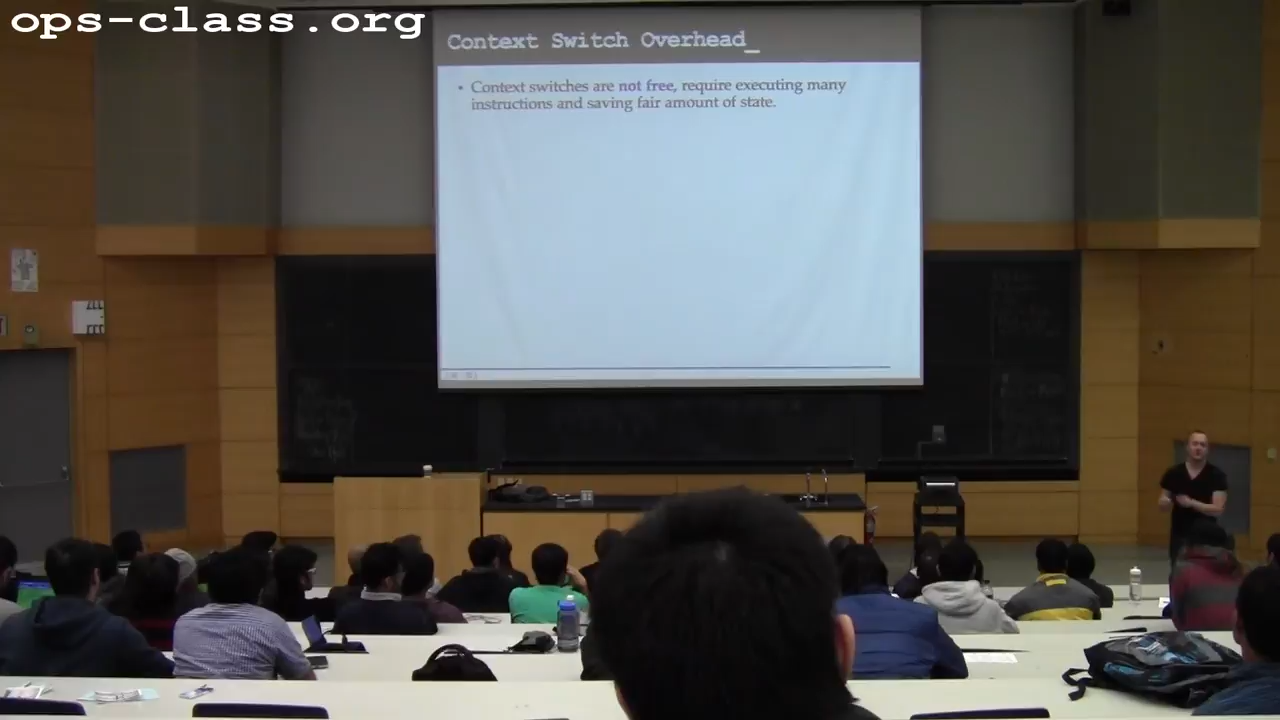 ops-class.org
Context Switch Overhead_
• Context switches are not free, require executing many
instructions and saving fair amount of state.